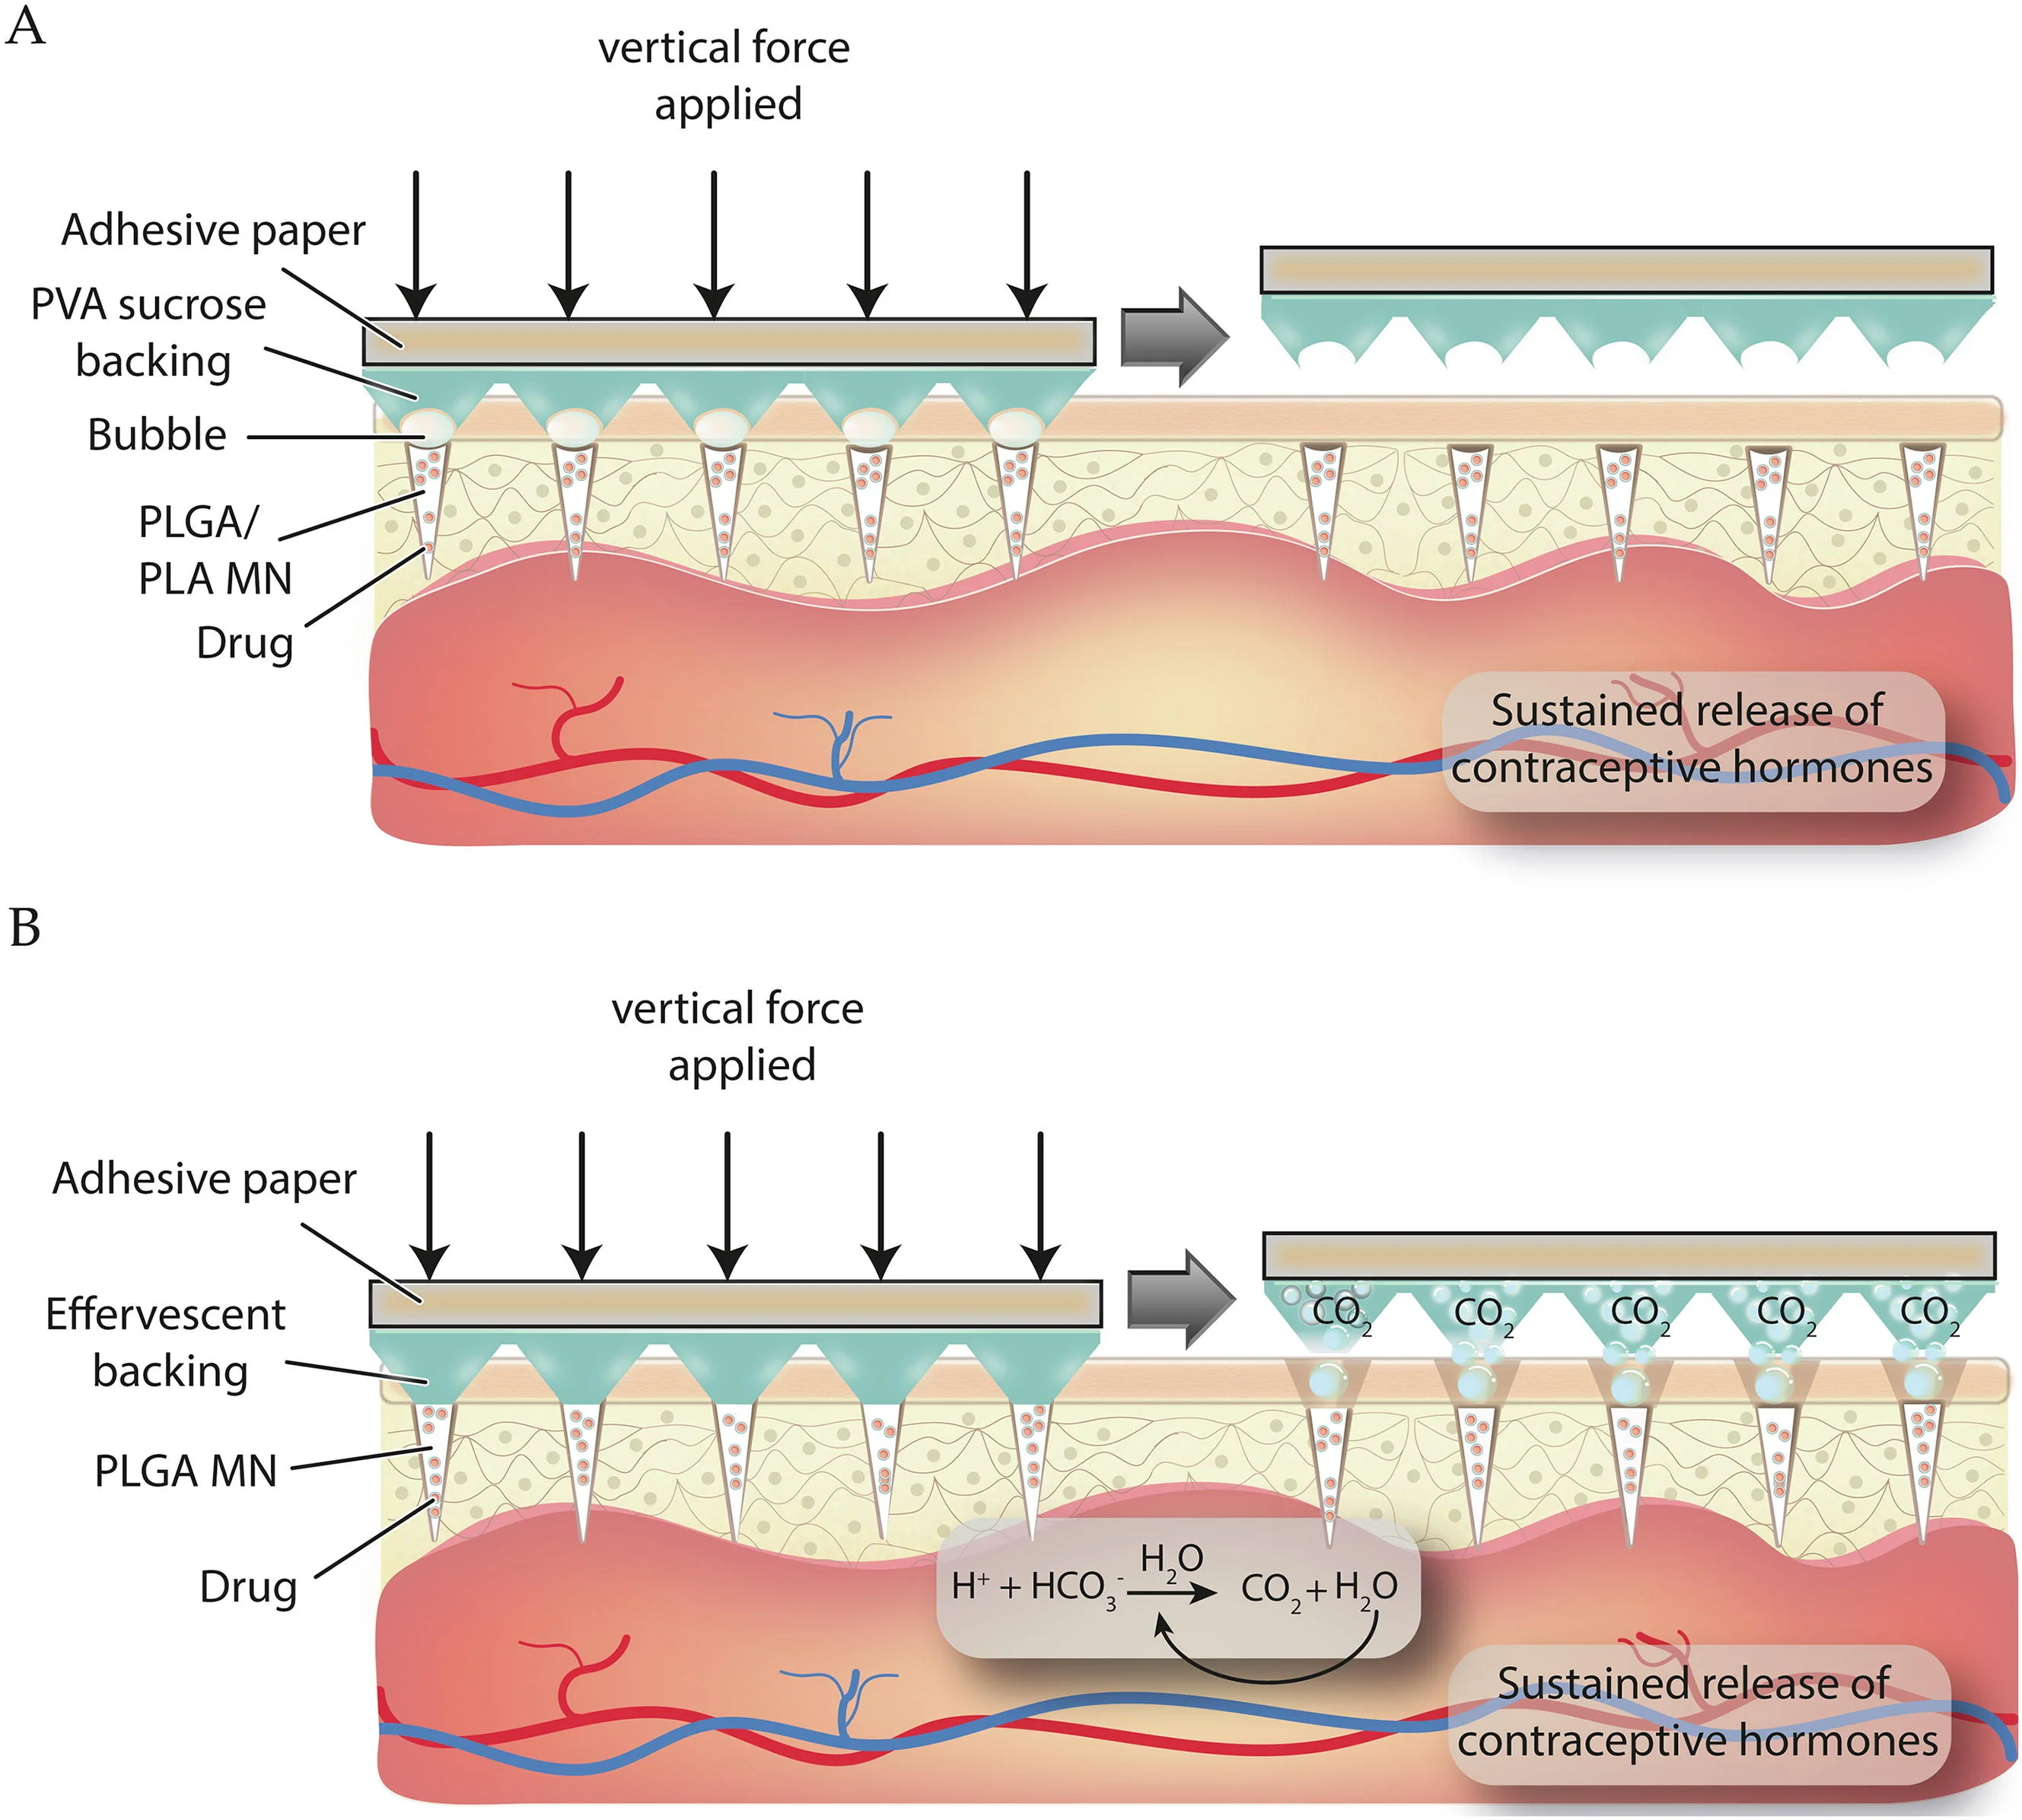 A
vertical force
applied
Adhesive paper
PVA sucrose
backing
Bubble
PLGA/
PLA MN
Drug
Sustained release of
contraceptive hormones
B
vertical force
applied
Adhesive paper
Effervescent
backing
PLGA MN
Drug
CO₂ CO₂ CO₂ CO₂ CO₂
H₂O
H⁺ + HCO₃⁻ → CO₂ + H₂O
Sustained release of
contraceptive hormones